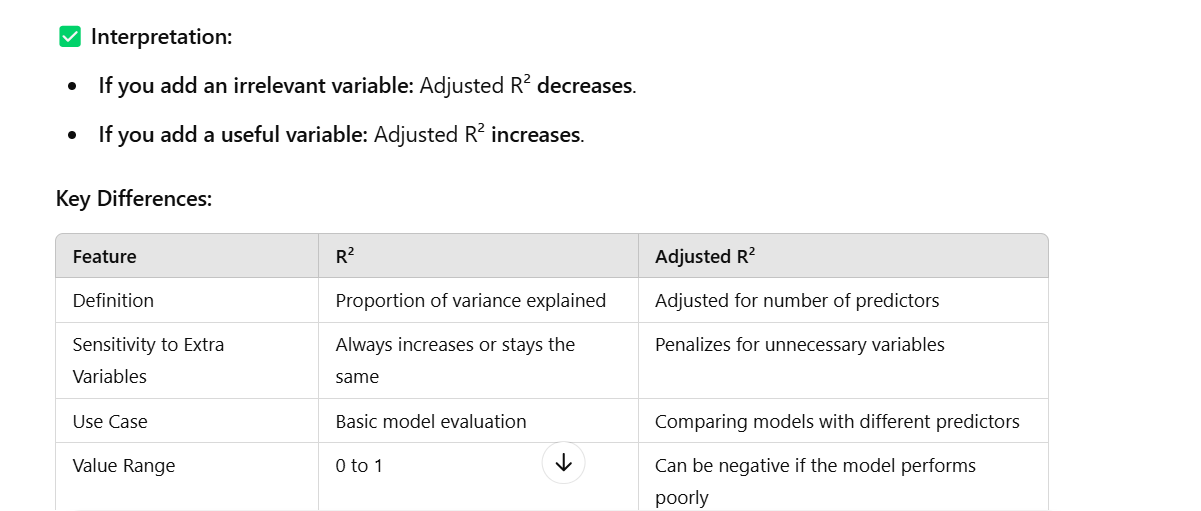 ✅ Interpretation:
• If you add an irrelevant variable: Adjusted R² decreases.
• If you add a useful variable: Adjusted R² increases.
Key Differences:
Feature R² Adjusted R²
Definition Proportion of variance explained Adjusted for number of predictors
Sensitivity to Extra Always increases or stays the Penalizes for unnecessary variables
Variables same
Use Case Basic model evaluation Comparing models with different predictors
Value Range 0 to 1 Can be negative if the model performs
poorly